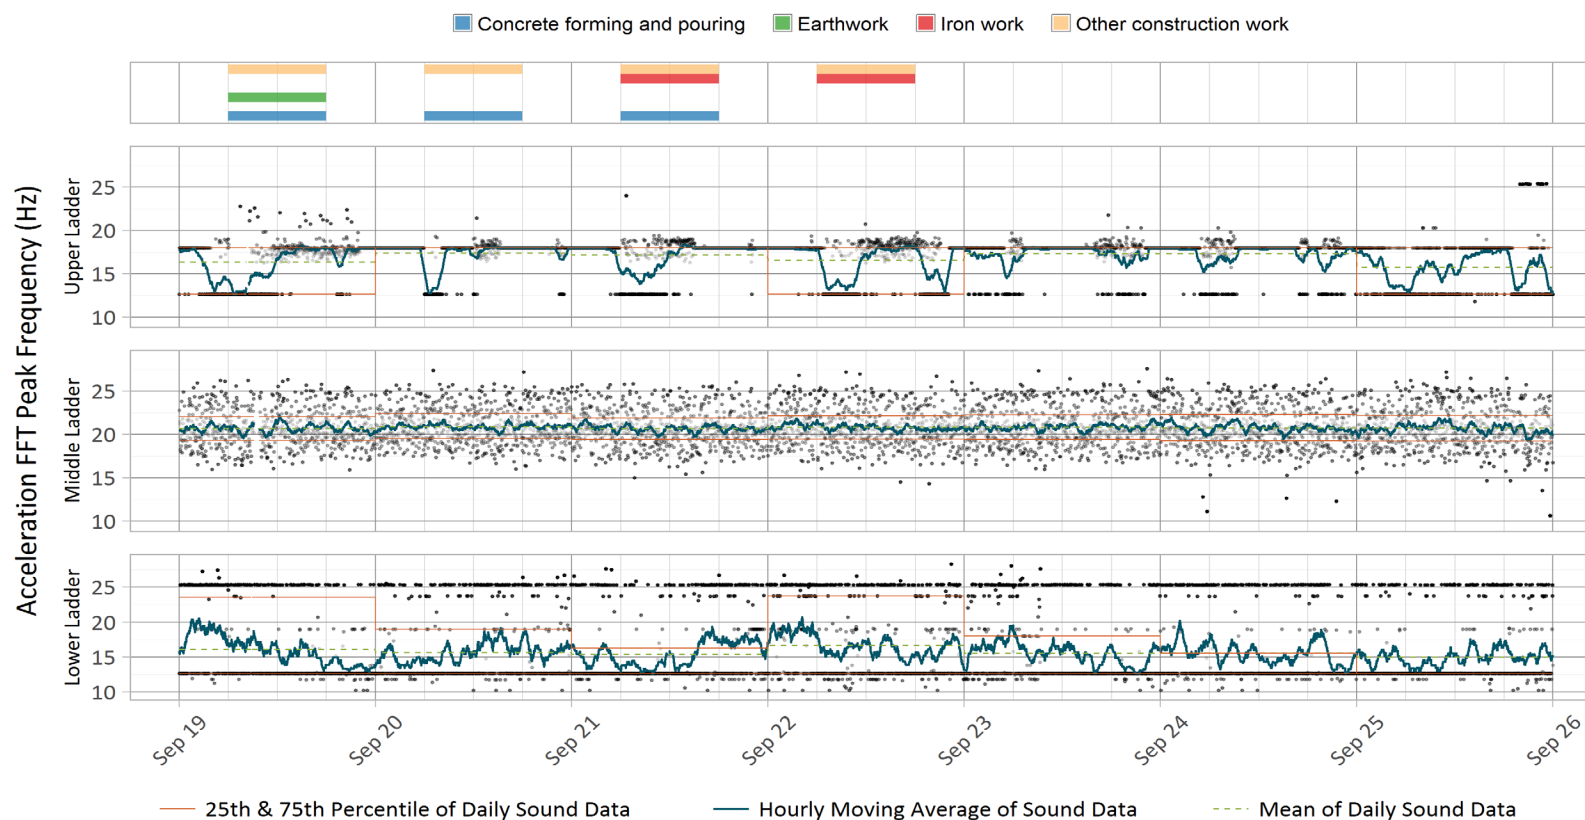 Concrete forming and pouring Earthwork Iron work Other construction work
Acceleration FFT Peak Frequency (Hz)
Upper Ladder
25
20
15
10
Middle Ladder
25
20
15
10
Lower Ladder
25
20
15
10
Sep 19 Sep 20 Sep 21 Sep 22 Sep 23 Sep 24 Sep 25 Sep 26
25th & 75th Percentile of Daily Sound Data Hourly Moving Average of Sound Data Mean of Daily Sound Data